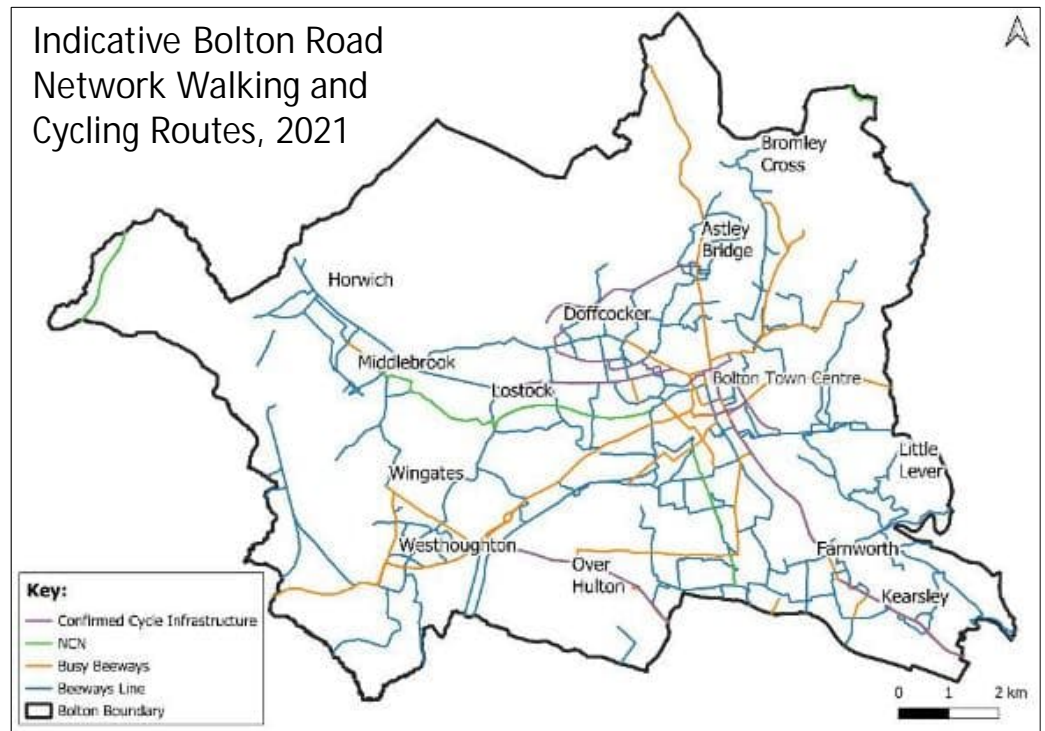 Indicative Bolton Road
Network Walking and
Cycling Routes, 2021
Bromley
Cross
Astley
Bridge
Horwich
Doffcocker
Middlebrook
Bolton Town Centre
Lostock
Little
Lever
Wingates
Westhoughton
Farnworth
Over
Hulton
Kearsley
Key:
Confirmed Cycle Infrastructure
NCN
Busy Beeways
Beeways Line
Bolton Boundary
0 1 2 km